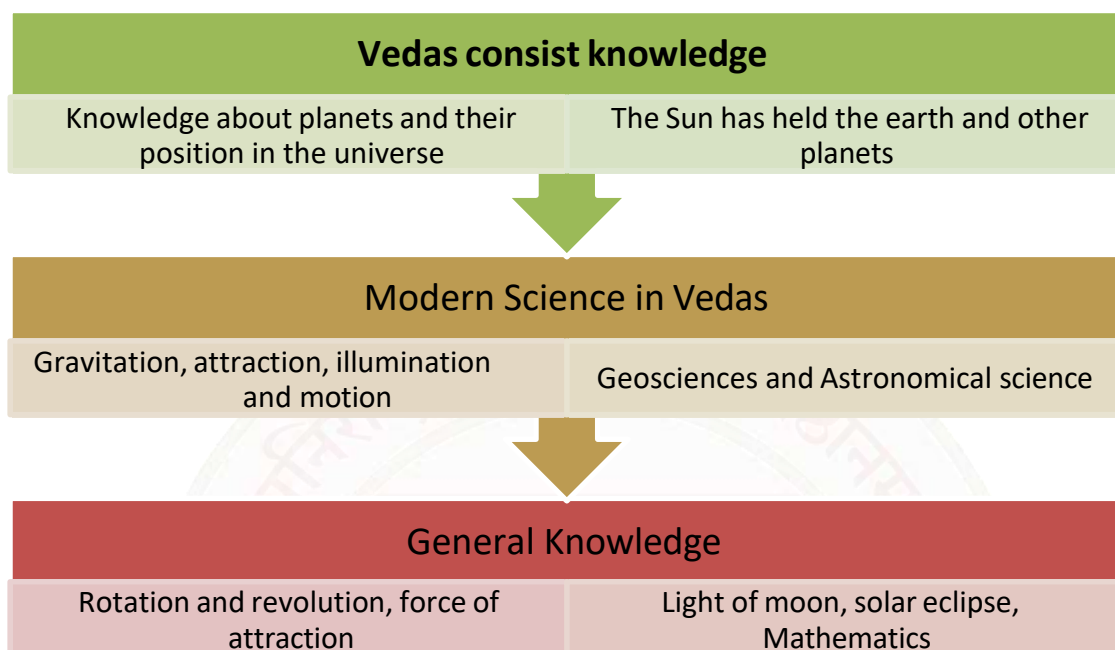 Vedas consist knowledge
Knowledge about planets and their
position in the universe
The Sun has held the earth and other
planets
Modern Science in Vedas
Gravitation, attraction, illumination
and motion
Geosciences and Astronomical science
General Knowledge
Rotation and revolution, force of
attraction
Light of moon, solar eclipse,
Mathematics